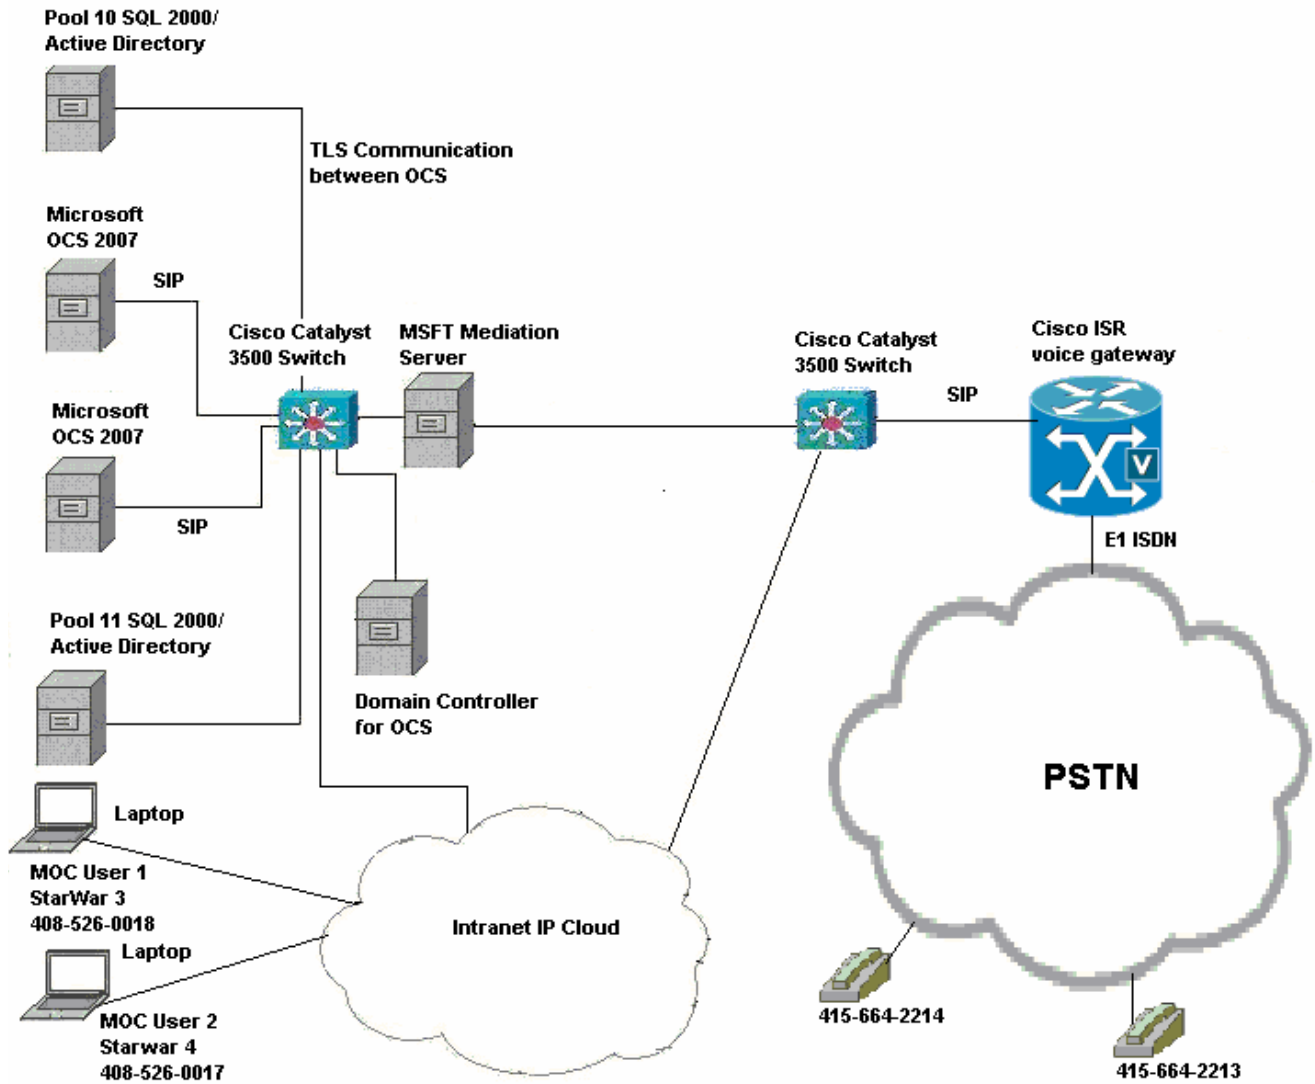 Pool 10 SQL 2000/
Active Directory
TLS Communication
between OCS
Microsoft
OCS 2007
SIP
Cisco Catalyst
3500 Switch
MSFT Mediation
Server
Cisco Catalyst
3500 Switch
SIP
Cisco ISR
voice gateway
V
Microsoft
OCS 2007
SIP
E1 ISDN
Pool 11 SQL 2000/
Active Directory
Domain Controller
for OCS
PSTN
Laptop
MOC User 1
StarWar 3
408-526-0018
Intranet IP Cloud
Laptop
MOC User 2
Starwar 4
408-526-0017
415-664-2214
415-664-2213